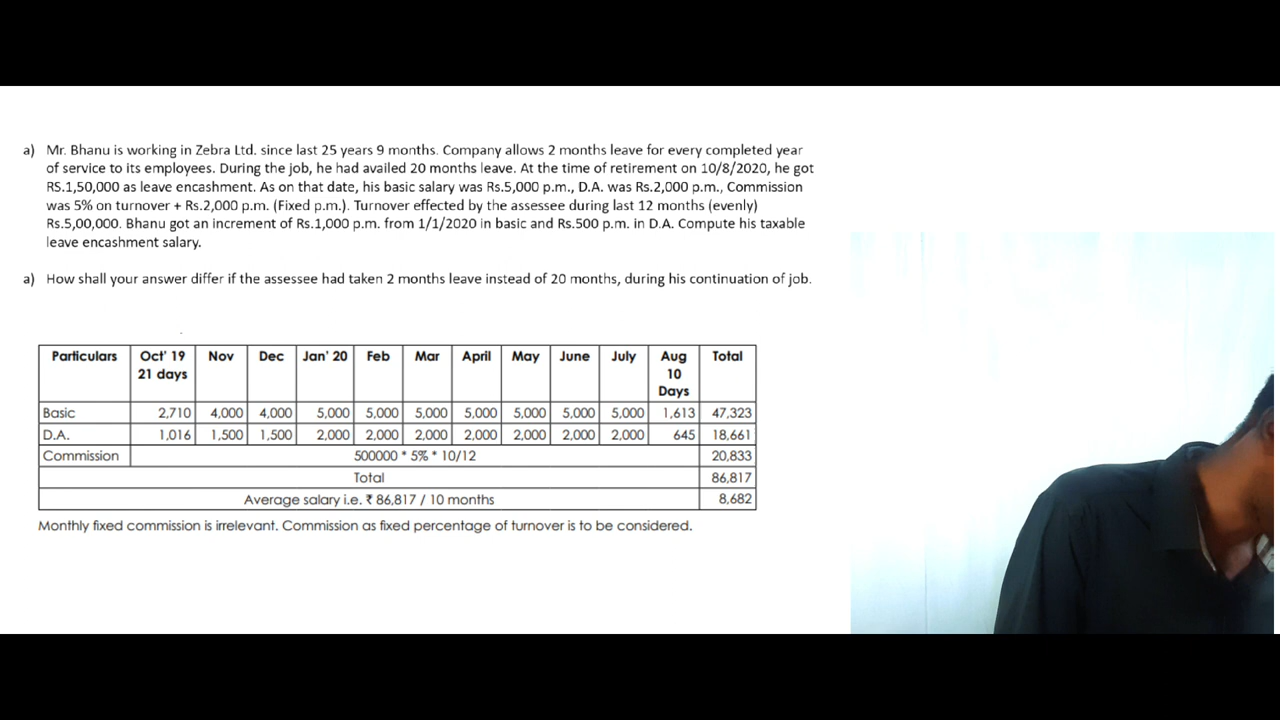 a) Mr. Bhanu is working in Zebra Ltd. since last 25 years 9 months. Company allows 2 months leave for every completed year
of service to its employees. During the job, he had availed 20 months leave. At the time of retirement on 10/8/2020, he got
RS.1,50,000 as leave encashment. As on that date, his basic salary was Rs.5,000 p.m., D.A. was Rs.2,000 p.m., Commission
was 5% on turnover + Rs.2,000 p.m. (Fixed p.m.). Turnover effected by the assessee during last 12 months (evenly)
Rs.5,00,000. Bhanu got an increment of Rs.1,000 p.m. from 1/1/2020 in basic and Rs.500 p.m. in D.A. Compute his taxable
leave encashment salary.
a) How shall your answer differ if the assessee had taken 2 months leave instead of 20 months, during his continuation of job.
Particulars Oct' 19 21 days Nov Dec Jan' 20 Feb Mar April May June July Aug 10 Days Total
Basic 2,710 4,000 4,000 5,000 5,000 5,000 5,000 5,000 5,000 5,000 1,613 47,323
D.A. 1,016 1,500 1,500 2,000 2,000 2,000 2,000 2,000 2,000 2,000 645 18,661
Commission 500000 * 5% * 10/12 20,833
Total 86,817
Average salary i.e. ₹ 86,817 / 10 months 8,682
Monthly fixed commission is irrelevant. Commission as fixed percentage of turnover is to be considered.